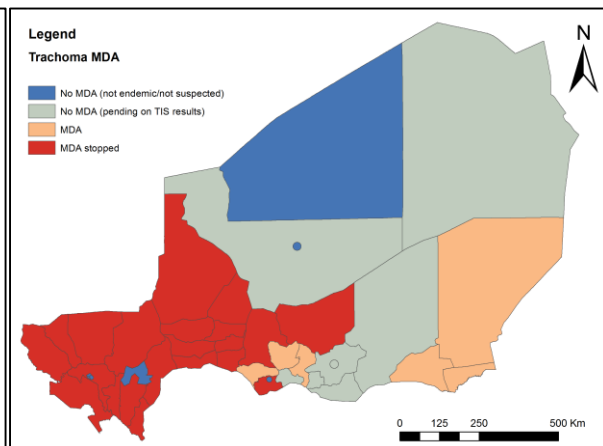 Legend
Trachoma MDA
No MDA (not endemic/not suspected)
No MDA (pending on TIS results)
MDA
MDA stopped
N
0 125 250 500 Km